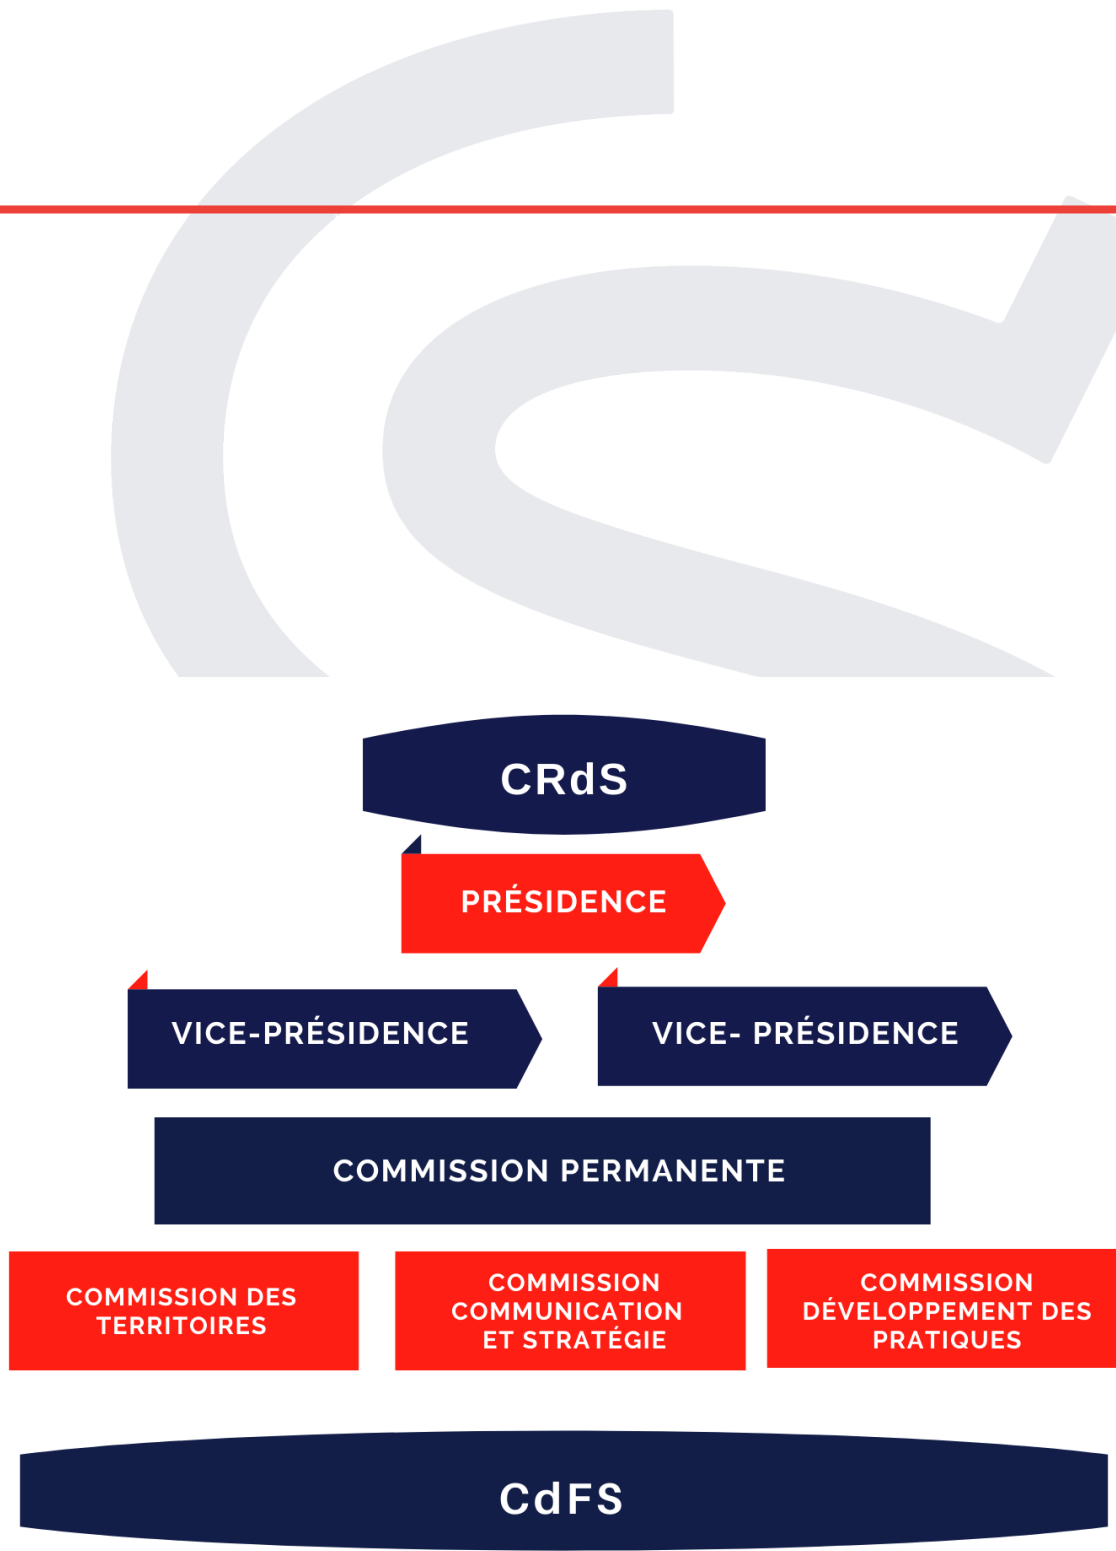 CRdS
PRÉSIDENCE
VICE-PRÉSIDENCE
VICE- PRÉSIDENCE
COMMISSION PERMANENTE
COMMISSION DES
TERRITOIRES
COMMISSION
COMMUNICATION
ET STRATÉGIE
COMMISSION
DÉVELOPPEMENT DES
PRATIQUES
CdFS